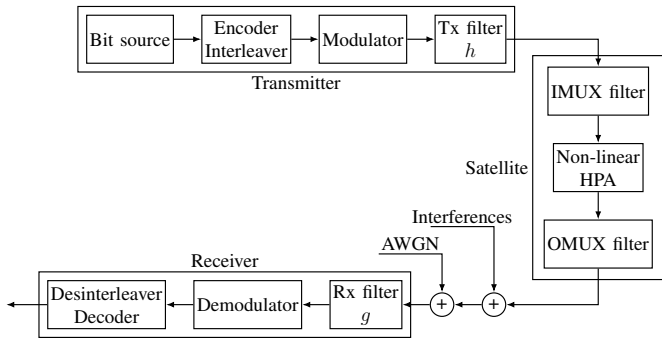 Bit source
Encoder
Interleaver
Modulator
Tx filter
h
Transmitter
IMUX filter
Non-linear
HPA
Satellite
OMUX filter
Interferences
AWGN
Receiver
Desinterleaver
Decoder
Demodulator
Rx filter
g
+
+